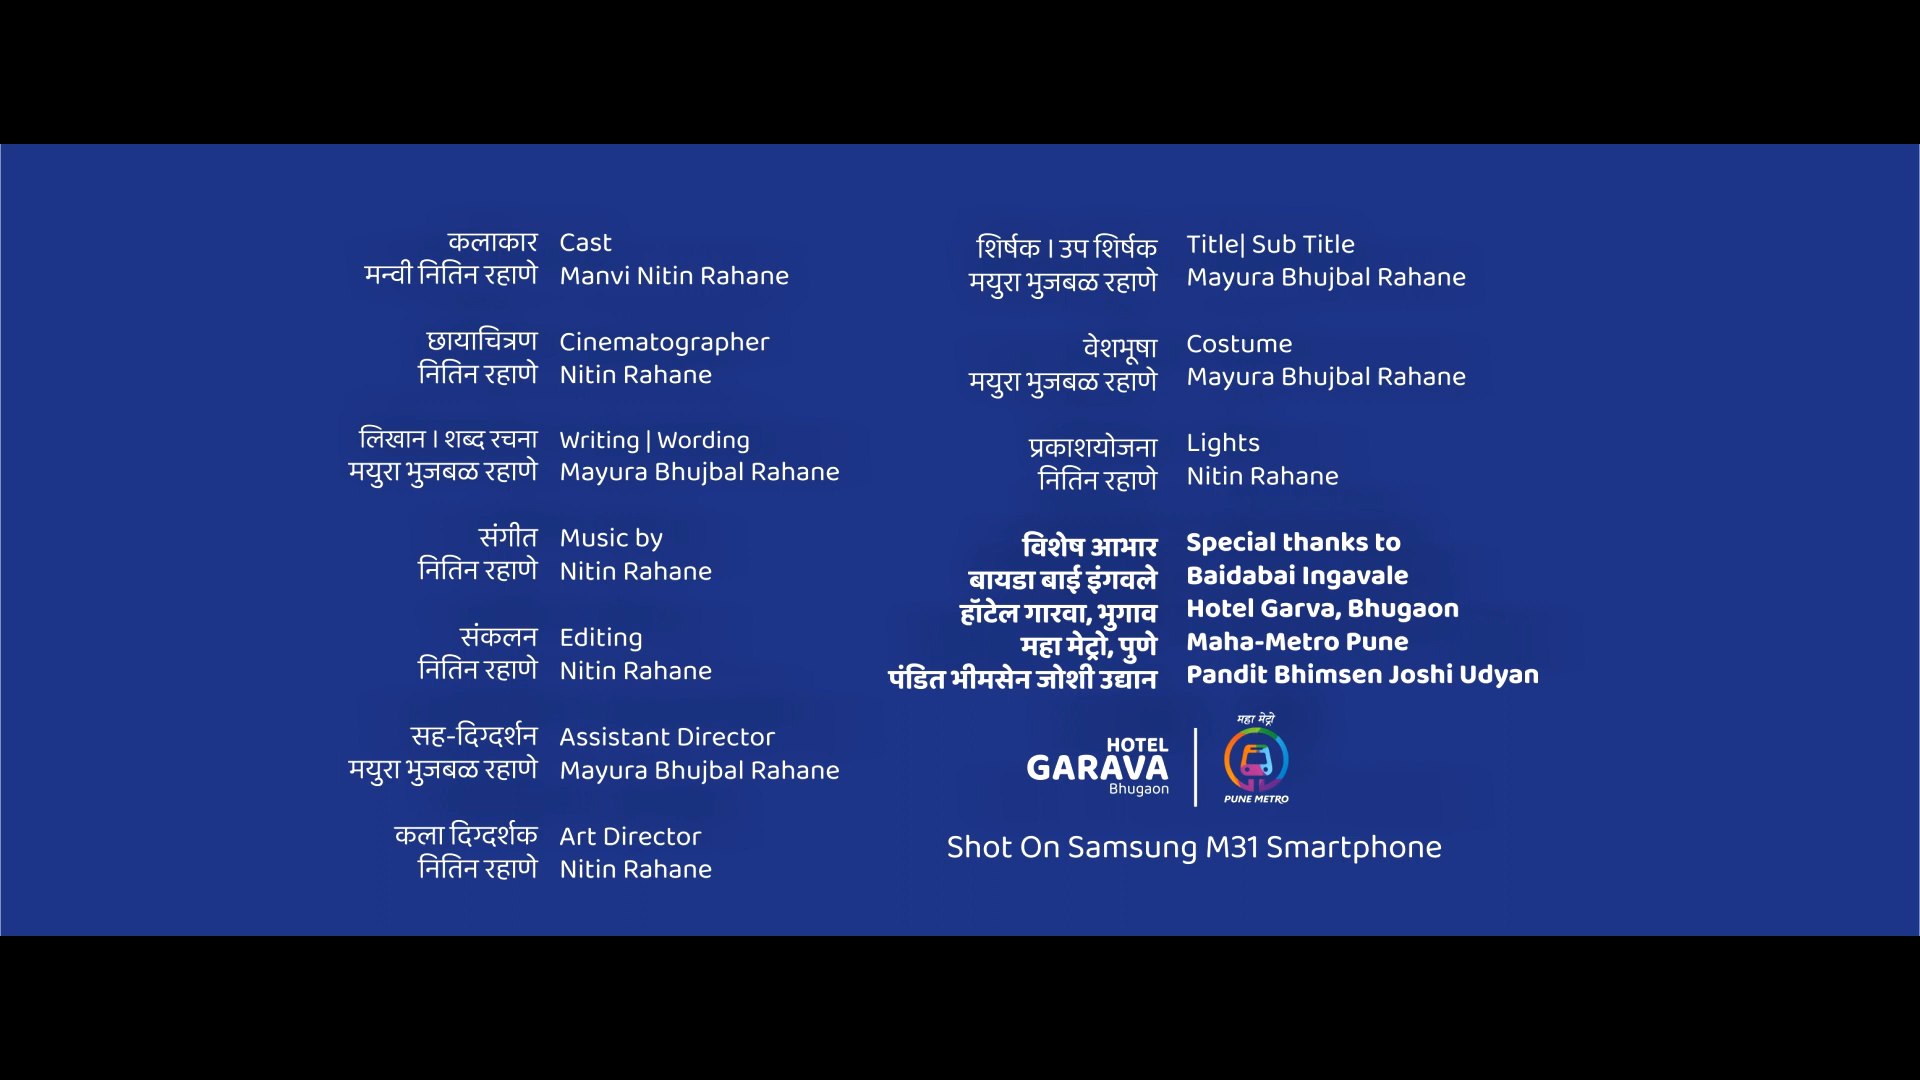 कलाकार Cast
मन्वी नितिन रहाणे Manvi Nitin Rahane
छायाचित्रण Cinematographer
नितिन रहाणे Nitin Rahane
लिखान | शब्द रचना Writing | Wording
मयुरा भुजबळ रहाणे Mayura Bhujbal Rahane
संगीत Music by
नितिन रहाणे Nitin Rahane
संकलन Editing
नितिन रहाणे Nitin Rahane
सह-दिग्दर्शन Assistant Director
मयुरा भुजबळ रहाणे Mayura Bhujbal Rahane
कला दिग्दर्शक Art Director
नितिन रहाणे Nitin Rahane
शिर्षक | उप शिर्षक Title| Sub Title
मयुरा भुजबळ रहाणे Mayura Bhujbal Rahane
वेशभूषा Costume
मयुरा भुजबळ रहाणे Mayura Bhujbal Rahane
प्रकाशयोजना Lights
नितिन रहाणे Nitin Rahane
विशेष आभार Special thanks to
बायडा बाई इंगवले Baidabai Ingavale
हॉटेल गारवा, भुगाव Hotel Garva, Bhugaon
महा मेट्रो, पुणे Maha-Metro Pune
पंडित भीमसेन जोशी उद्यान Pandit Bhimsen Joshi Udyan
HOTEL
GARAVA
Bhugaon
महा मेट्रो
PUNE METRO
Shot On Samsung M31 Smartphone